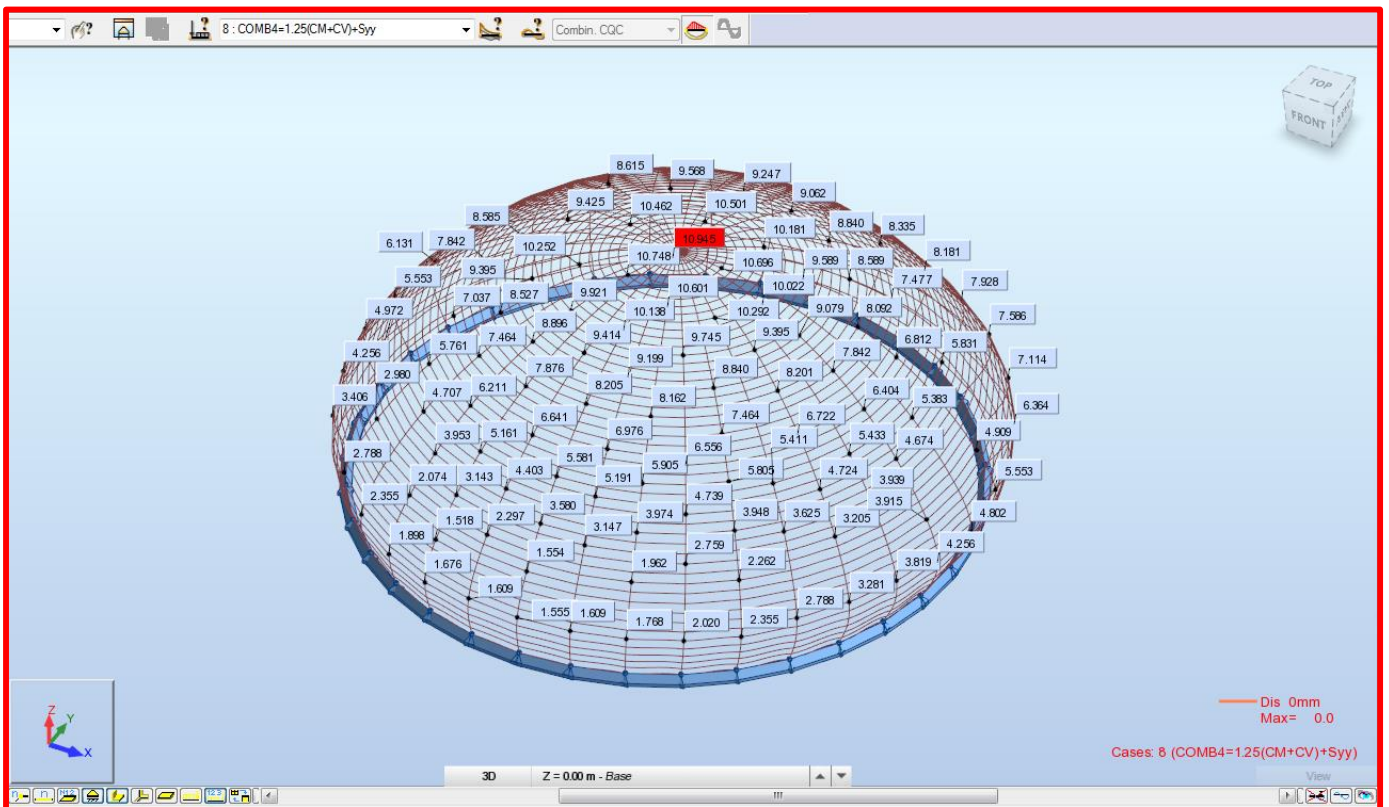 8 : COMB4=1.25(CM+CV)+Syy
Combin. CQC
TOP
FRONT
8.615 9.568 9.247
9.062
9.425 10.462 10.501
8.585 8.840 8.335
10.181
6.131 7.842 10.252 10.945 8.181
10.748 10.696 9.589 8.589
5.553 9.395 7.477 7.928
7.037 8.527 9.921 10.601 10.022
4.972 10.138 10.292 9.079 8.092 7.586
8.896
5.761 7.464 9.414 9.745 9.395 6.812 5.831
4.256 9.199 7.842 7.114
2.980 7.876 8.840 8.201
3.406 4.707 6.211 8.205 8.162 6.404 5.383 6.364
6.641 7.464 6.722
3.953 5.161 6.976 6.556 5.411 5.433 4.674 4.909
2.788 5.581 5.905
2.074 3.143 4.403 5.191 5.805 4.724 3.939 5.553
2.355 4.739 3.915
1.518 2.297 3.580 3.974 3.948 3.625 3.205 4.802
1.898 3.147
1.554 2.759 4.256
1.676 1.962 2.262 3.819
1.609 3.281
2.788
1.555 1.609 1.768 2.020 2.355
Z
Y
X
Dis 0mm
Max= 0.0
Cases: 8 (COMB4=1.25(CM+CV)+Syy)
3D Z = 0.00 m - Base View